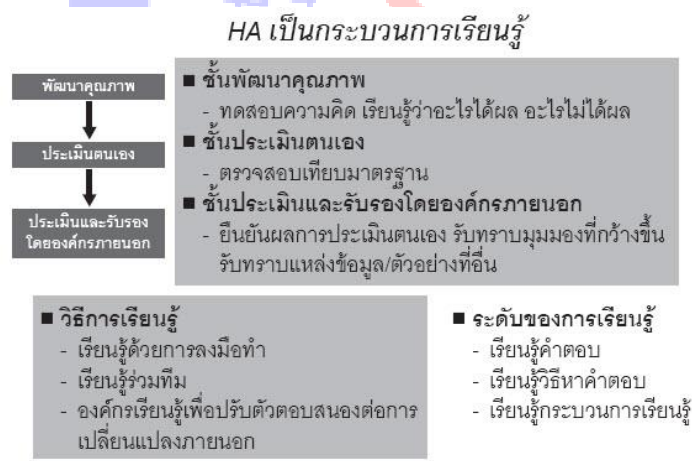 HA เป็นกระบวนการเรียนรู้
พัฒนาคุณภาพ
ประเมินตนเอง
ประเมินและรับรอง
โดยองค์กรภายนอก
■ ขั้นพัฒนาคุณภาพ
- ทดสอบความคิด เรียนรู้ว่าอะไรได้ผล อะไรไม่ได้ผล
■ ขั้นประเมินตนเอง
- ตรวจสอบเทียบมาตรฐาน
■ ขั้นประเมินและรับรองโดยองค์กรภายนอก
- ยืนยันผลการประเมินตนเอง รับทราบมุมมองที่กว้างขึ้น
รับทราบแหล่งข้อมูล/ตัวอย่างที่อื่น
■ วิธีการเรียนรู้
- เรียนรู้ด้วยการลงมือทำ
- เรียนรู้ร่วมทีม
- องค์กรเรียนรู้เพื่อปรับตัวตอบสนองต่อการ
เปลี่ยนแปลงภายนอก
■ ระดับของการเรียนรู้
- เรียนรู้คำตอบ
- เรียนรู้วิธีหาคำตอบ
- เรียนรู้กระบวนการเรียนรู้